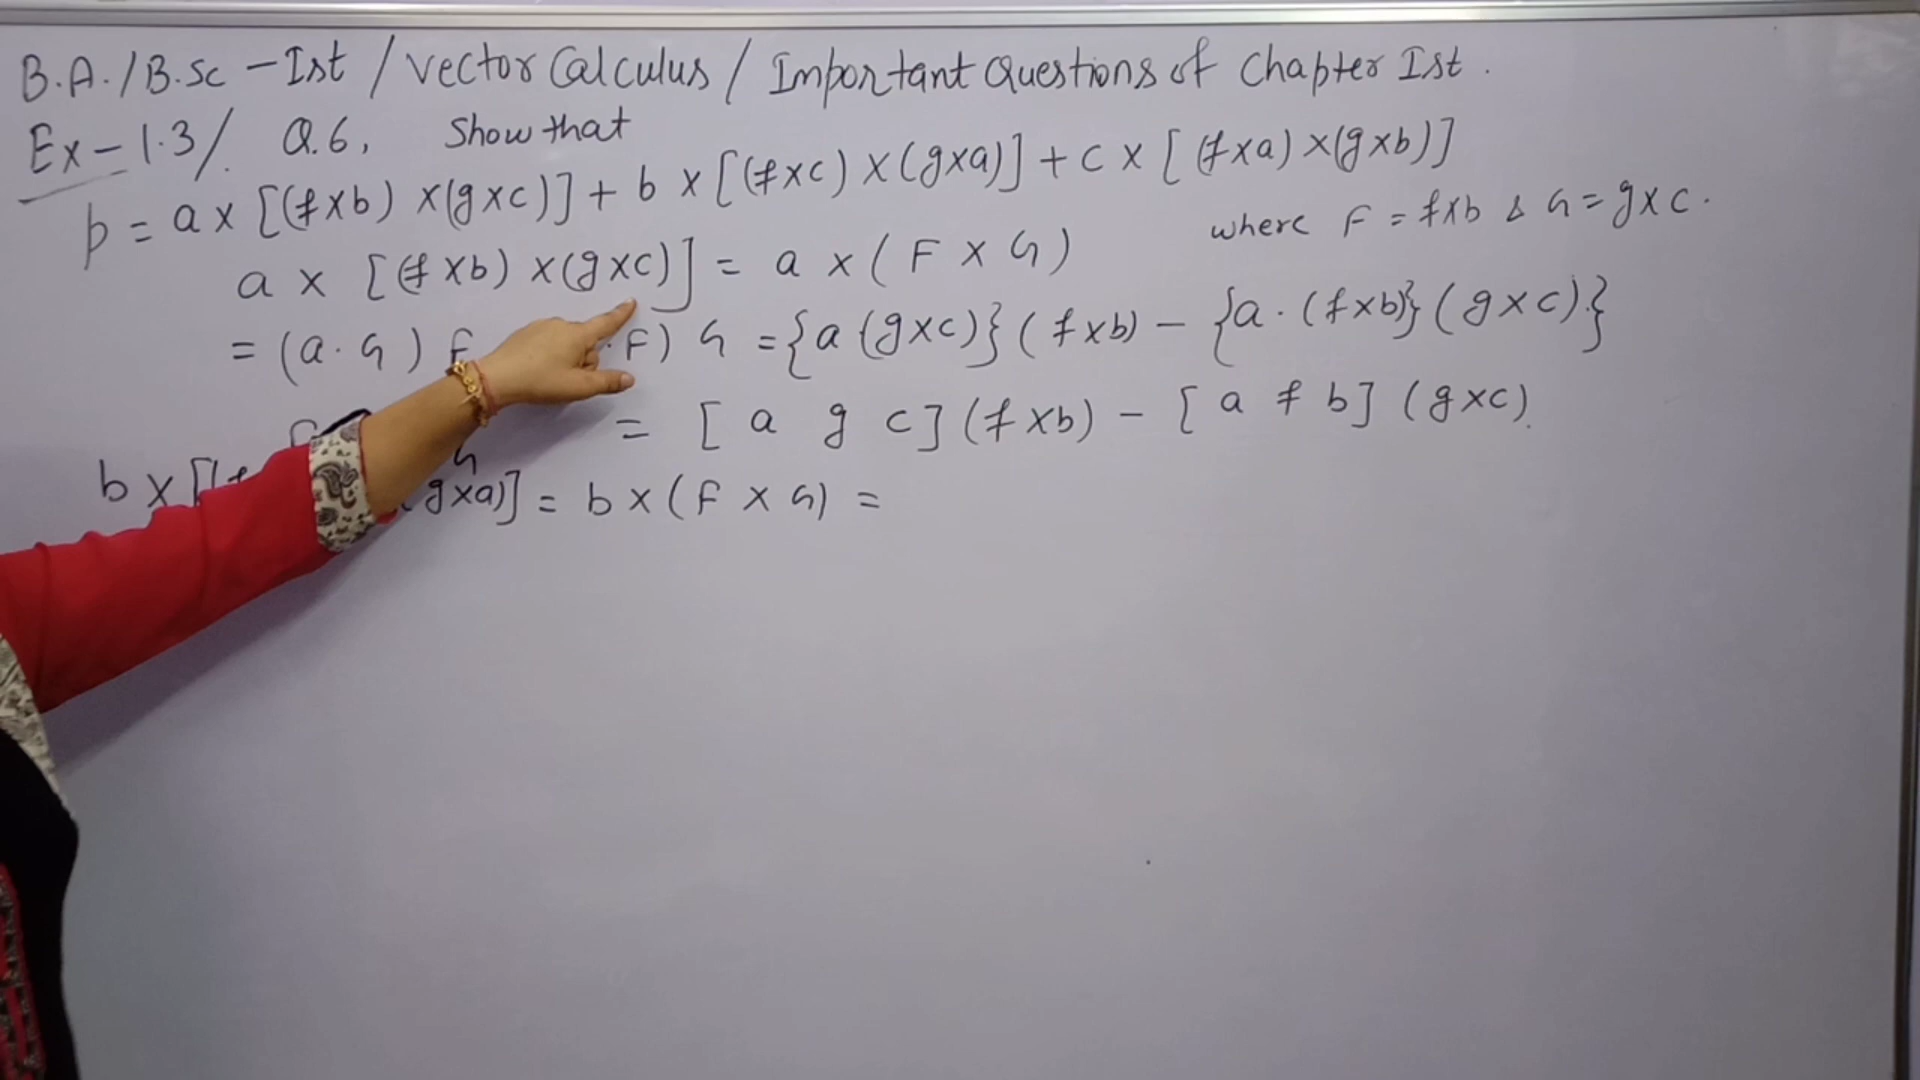 B.A./B.Sc - Ist / vector Calculus / Important Questions of Chapter Ist.
Ex - 1.3/. Q.6, Show that
p = a x [(f x b) x (g x c)] + b x [(f x c) x (g x a)] + c x [(f x a) x (g x b)]
a x [(f x b) x (g x c)] = a x (F x G) where F = f x b & G = g x c.
= (a . G) F . F) G = {a (g x c)} (f x b) - {a . (f x b)} (g x c) }
= [a g c] (f x b) - [a f b] (g x c).
G
b x [( g x a)] = b x (F x G) =